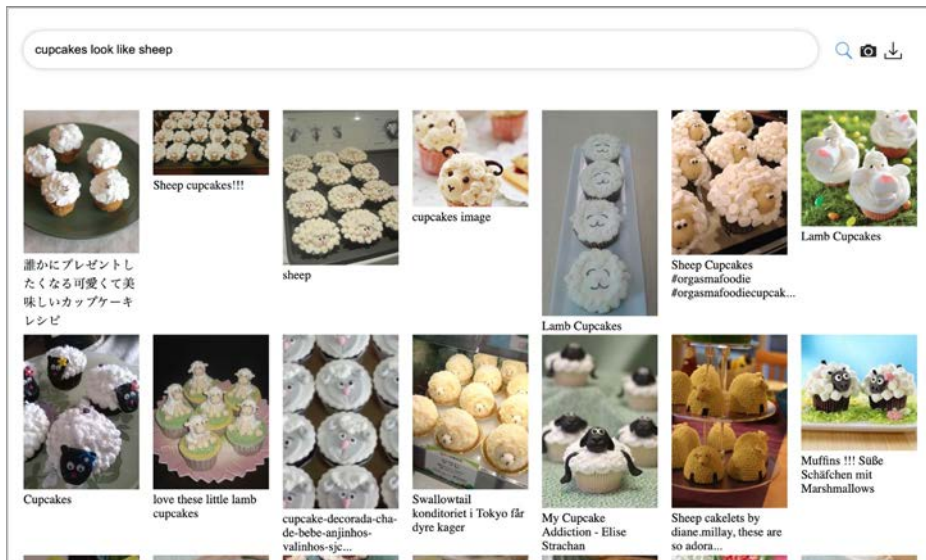 cupcakes look like sheep
誰かにプレゼントし
たくなる可愛くて美
味しいカップケーキ
レシピ
Sheep cupcakes!!!
sheep
cupcakes image
Lamb Cupcakes
Sheep Cupcakes
#orgasmafoodie
#orgasmafoodiecupcak...
Lamb Cupcakes
Cupcakes
love these little lamb
cupcakes
cupcake-decorada-cha-
de-bebe-anjinhos-
valinhos-sjc...
Swallowtail
konditoriet i Tokyo får
dyre kager
My Cupcake
Addiction - Elise
Strachan
Sheep cakelets by
diane.millay, these are
so adora...
Muffins !!! Süße
Schäfchen mit
Marshmallows